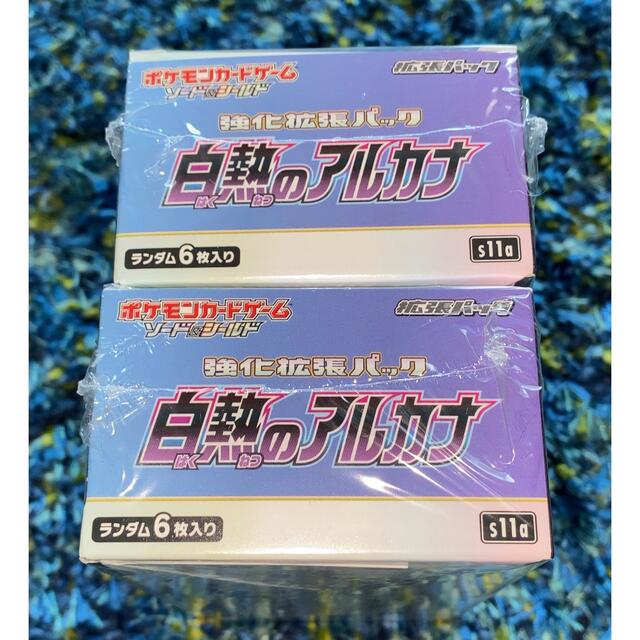 ポケモンカードゲーム
ソード&シールド
拡張パック
強化拡張パック
白熱のアルカナ
はく ねつ
ランダム6枚入り
s11a
ポケモンカードゲーム
ソード&シールド
拡張パック
強化拡張パック
白熱のアルカナ
はく ねつ
ランダム6枚入り
s11a